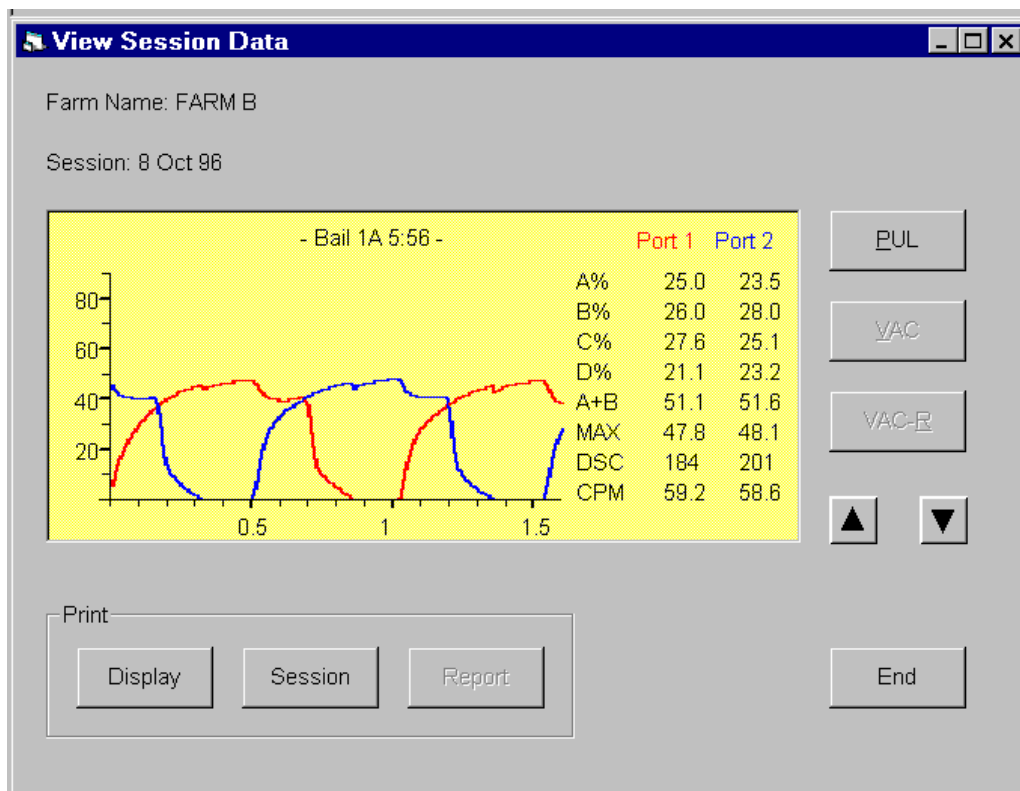 View Session Data
Farm Name: FARM B
Session: 8 Oct 96
- Bail 1A 5:56 -
Port 1 Port 2
A% 25.0 23.5
B% 26.0 28.0
C% 27.6 25.1
D% 21.1 23.2
A+B 51.1 51.6
MAX 47.8 48.1
DSC 184 201
CPM 59.2 58.6
80
60
40
20
0.5 1 1.5
PUL
VAC
VAC-R
Print
Display Session Report
End